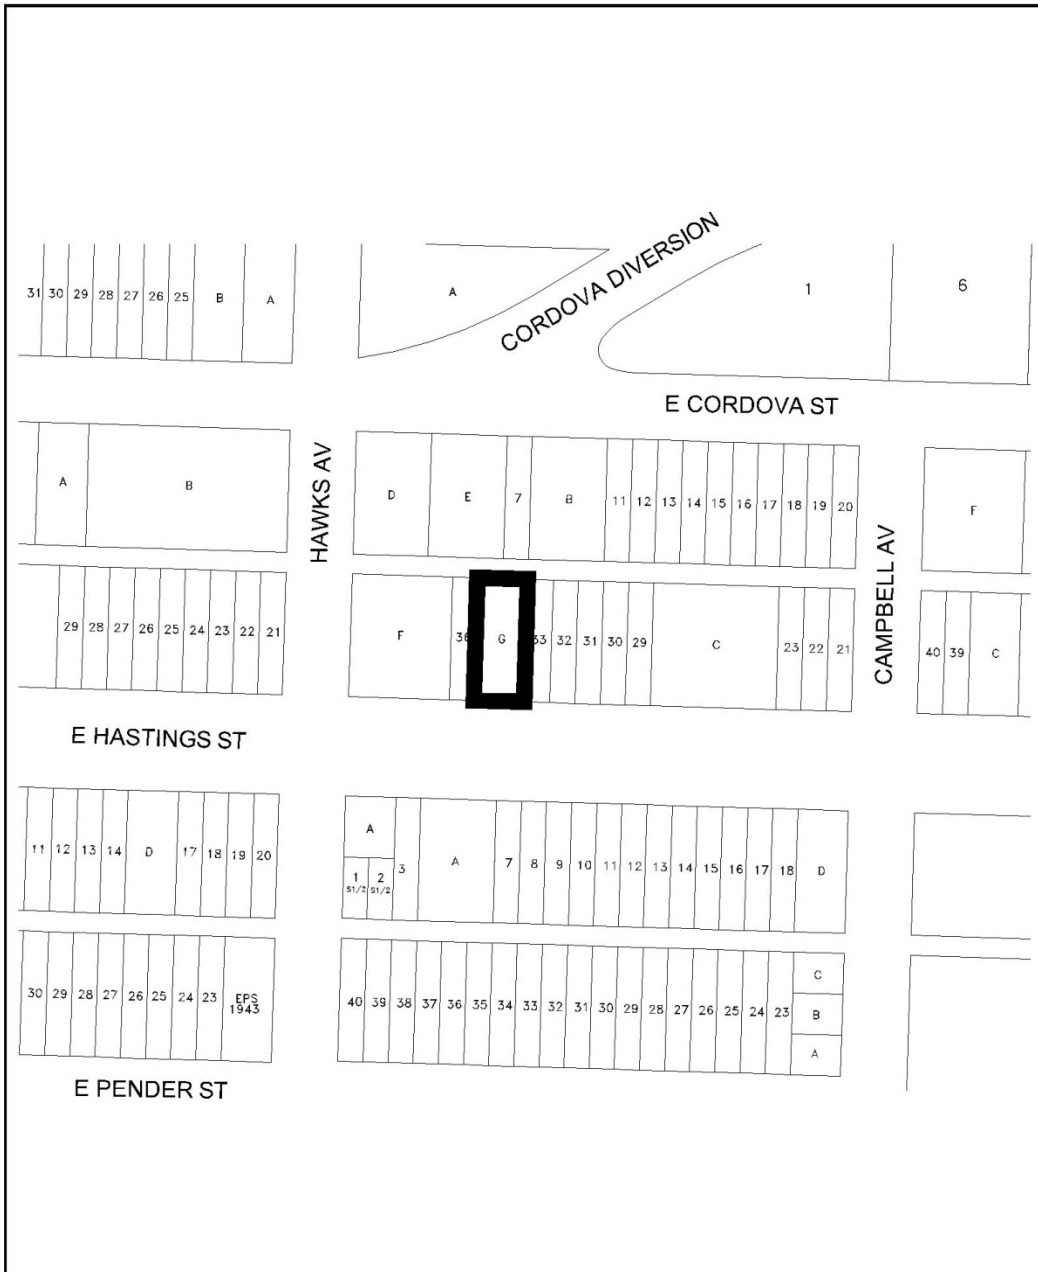 CORDOVA DIVERSION
31 30 29 28 27 26 25 B A
A
1
6
E CORDOVA ST
HAWKS AV
A B
D E 7 B 11 12 13 14 15 16 17 18 19 20
F
CAMPBELL AV
29 28 27 26 25 24 23 22 21
F 36 G 33 32 31 30 29 C 23 22 21
40 39 C
E HASTINGS ST
11 12 13 14 D 17 18 19 20
A
1 S1/2
2 S1/2
3 A 7 8 9 10 11 12 13 14 15 16 17 18 D
30 29 28 27 26 25 24 23 EPS
1943
40 39 38 37 36 35 34 33 32 31 30 29 28 27 26 25 24 23
C
B
A
E PENDER ST